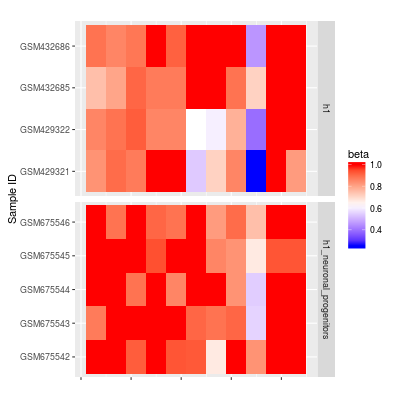 GSM432686
GSM432685
GSM429322
GSM429321
h1
GSM675546
GSM675545
GSM675544
GSM675543
GSM675542
h1_neuronal_progenitors
Sample ID
beta
1.0
0.8
0.6
0.4